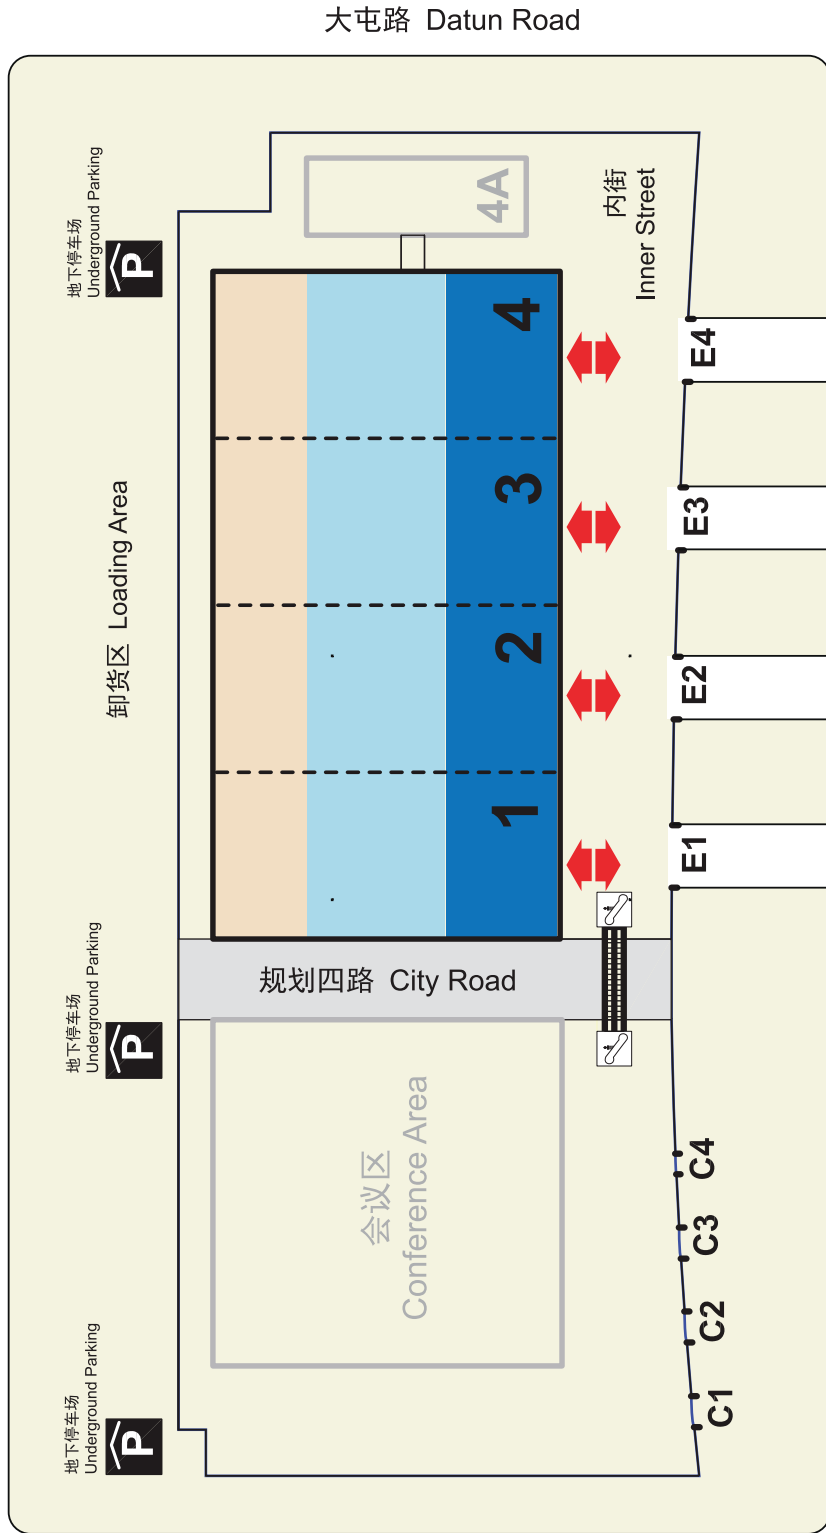 大屯路 Datun Road
地下停车场
Underground Parking
P
4A
内街
Inner Street
4
E4
卸货区 Loading Area
3
E3
2
E2
1
E1
地下停车场
Underground Parking
P
规划四路 City Road
会议区
Conference Area
C4
C3
C2
C1
地下停车场
Underground Parking
P